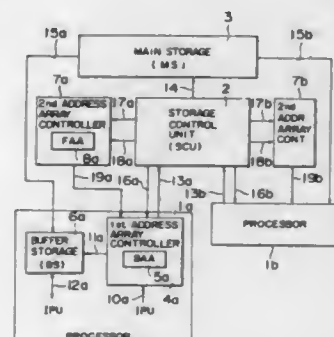 3
15a
15b
MAIN STORAGE
(MS)
7a
14
2
7b
2ND ADDRESS
ARRAY
CONTROLLER
FAA
8a
17a
STORAGE
CONTROL
UNIT
(SCU)
17b
2ND
ADDR
ARRAY
CONT
18a
18b
19a
16a
13a
13b
16b
19b
1a
6a
BUFFER
STORAGE
(BS)
11a
1ST ADDRESS
ARRAY
CONTROLLER
BAA
5a
PROCESSOR
1b
12a
10a
4a
IPU
IPU
PROCESSOR